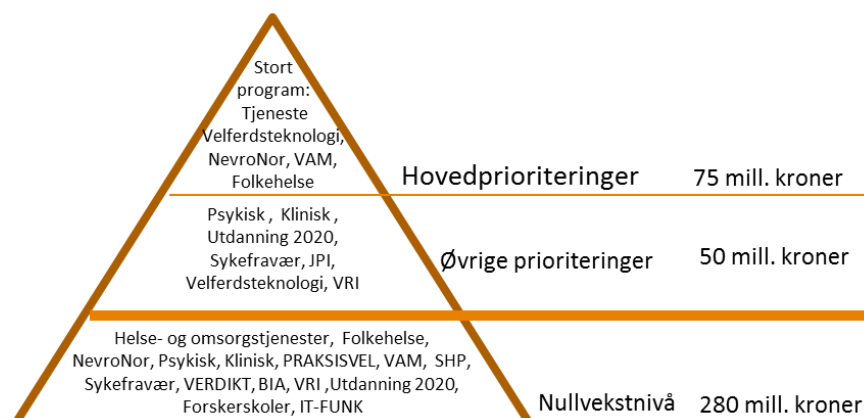 Stort
program:
Tjeneste
Velferdsteknologi,
NevroNor, VAM,
Folkehelse
Hovedprioriteringer 75 mill. kroner
Psykisk , Klinisk ,
Utdanning 2020,
Sykefravær, JPI,
Velferdsteknologi, VRI
Øvrige prioriteringer 50 mill. kroner
Helse- og omsorgstjenester, Folkehelse,
NevroNor, Psykisk, Klinisk, PRAKSISVEL, VAM, SHP,
Sykefravær, VERDIKT, BIA, VRI ,Utdanning 2020,
Forskerskoler, IT-FUNK
Nullvekstnivå 280 mill. kroner